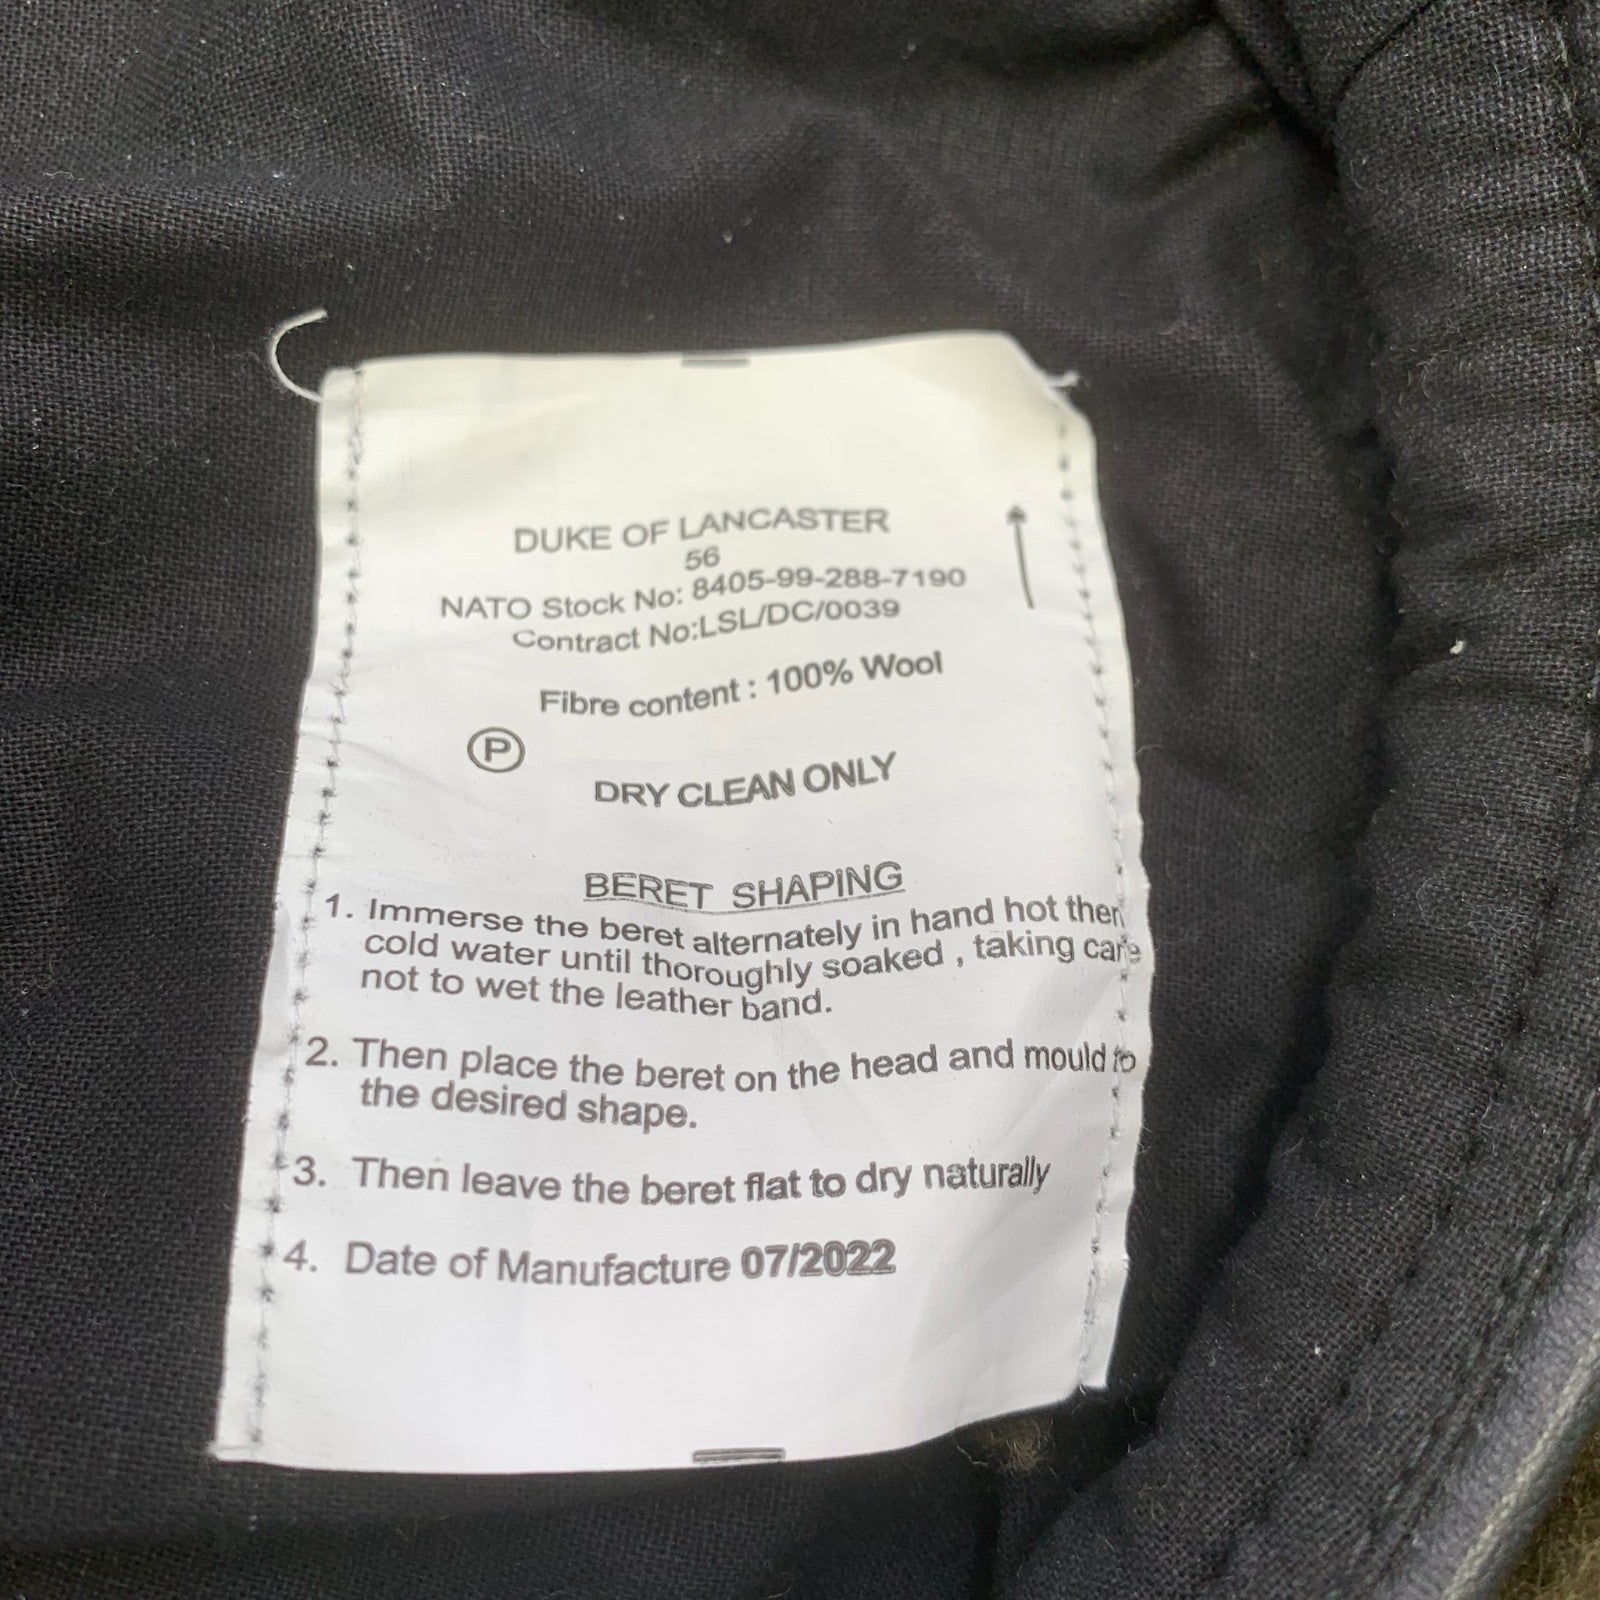 DUKE OF LANCASTER
56
NATO Stock No: 8405-99-288-7190
Contract No:LSL/DC/0039
Fibre content : 100% Wool
P
DRY CLEAN ONLY
BERET SHAPING
1. Immerse the beret alternately in hand hot then
cold water until thoroughly soaked , taking care
not to wet the leather band.
2. Then place the beret on the head and mould to
the desired shape.
3. Then leave the beret flat to dry naturally
4. Date of Manufacture 07/2022